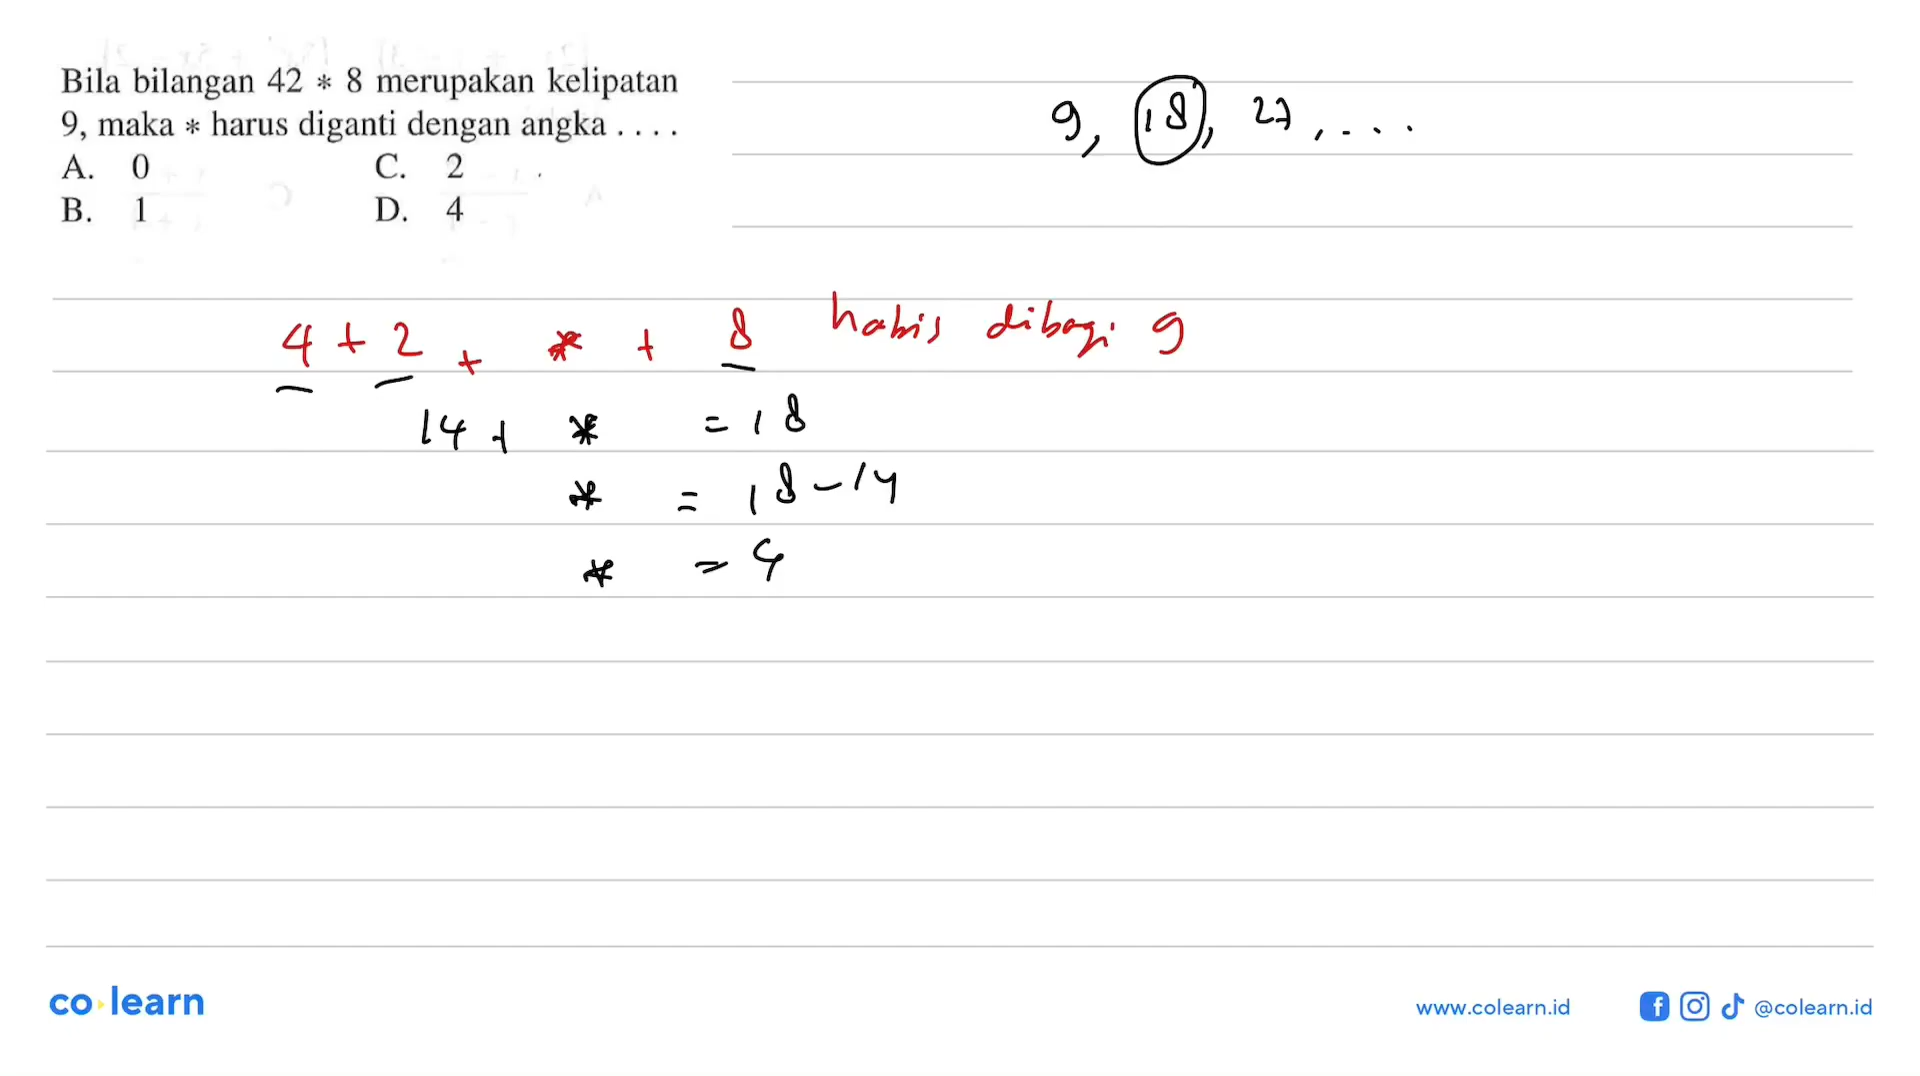 Bila bilangan 42 * 8 merupakan kelipatan
9, maka * harus diganti dengan angka . . . .
A. 0 C. 2
B. 1 D. 4
9, 18, 27, . . . .
4 + 2 + * + 8 habis dibagi 9
14 + * = 18
* = 18 - 14
* = 4
co learn
www.colearn.id @colearn.id